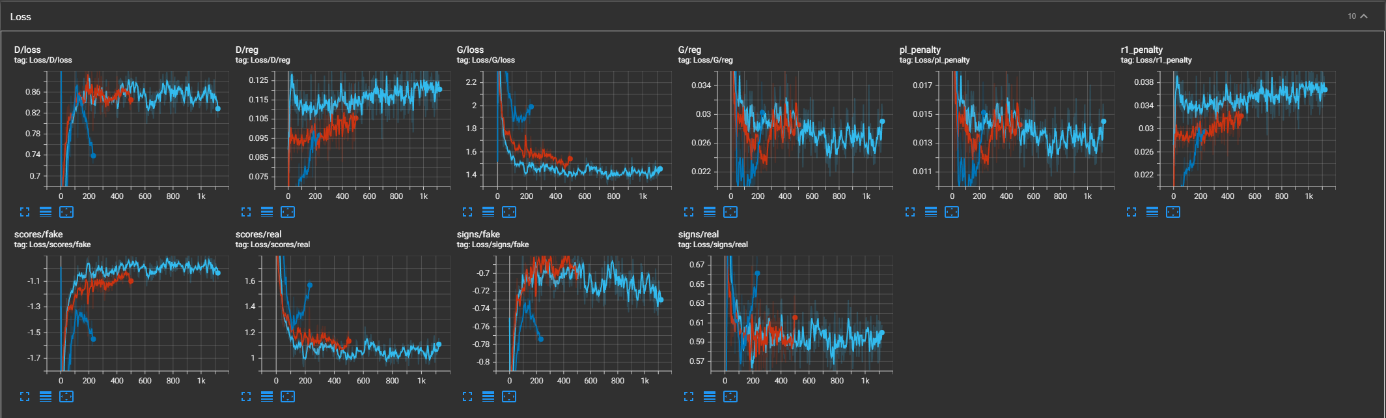 Loss
10
D/loss
tag: Loss/D/loss
0.86
0.82
0.78
0.74
0.7
0 200 400 600 800 1k
D/reg
tag: Loss/D/reg
0.125
0.115
0.105
0.095
0.085
0.075
0 200 400 600 800 1k
G/loss
tag: Loss/G/loss
2.2
2
1.8
1.6
1.4
0 200 400 600 800 1k
G/reg
tag: Loss/G/reg
0.034
0.03
0.026
0.022
0 200 400 600 800 1k
pl_penalty
tag: Loss/pl_penalty
0.017
0.015
0.013
0.011
0 200 400 600 800 1k
r1_penalty
tag: Loss/r1_penalty
0.038
0.034
0.03
0.026
0.022
0 200 400 600 800 1k
scores/fake
tag: Loss/scores/fake
-1.1
-1.3
-1.5
-1.7
0 200 400 600 800 1k
scores/real
tag: Loss/scores/real
1.6
1.4
1.2
1
0 200 400 600 800 1k
signs/fake
tag: Loss/signs/fake
-0.7
-0.72
-0.74
-0.76
-0.78
-0.8
0 200 400 600 800 1k
signs/real
tag: Loss/signs/real
0.67
0.65
0.63
0.61
0.59
0.57
0 200 400 600 800 1k